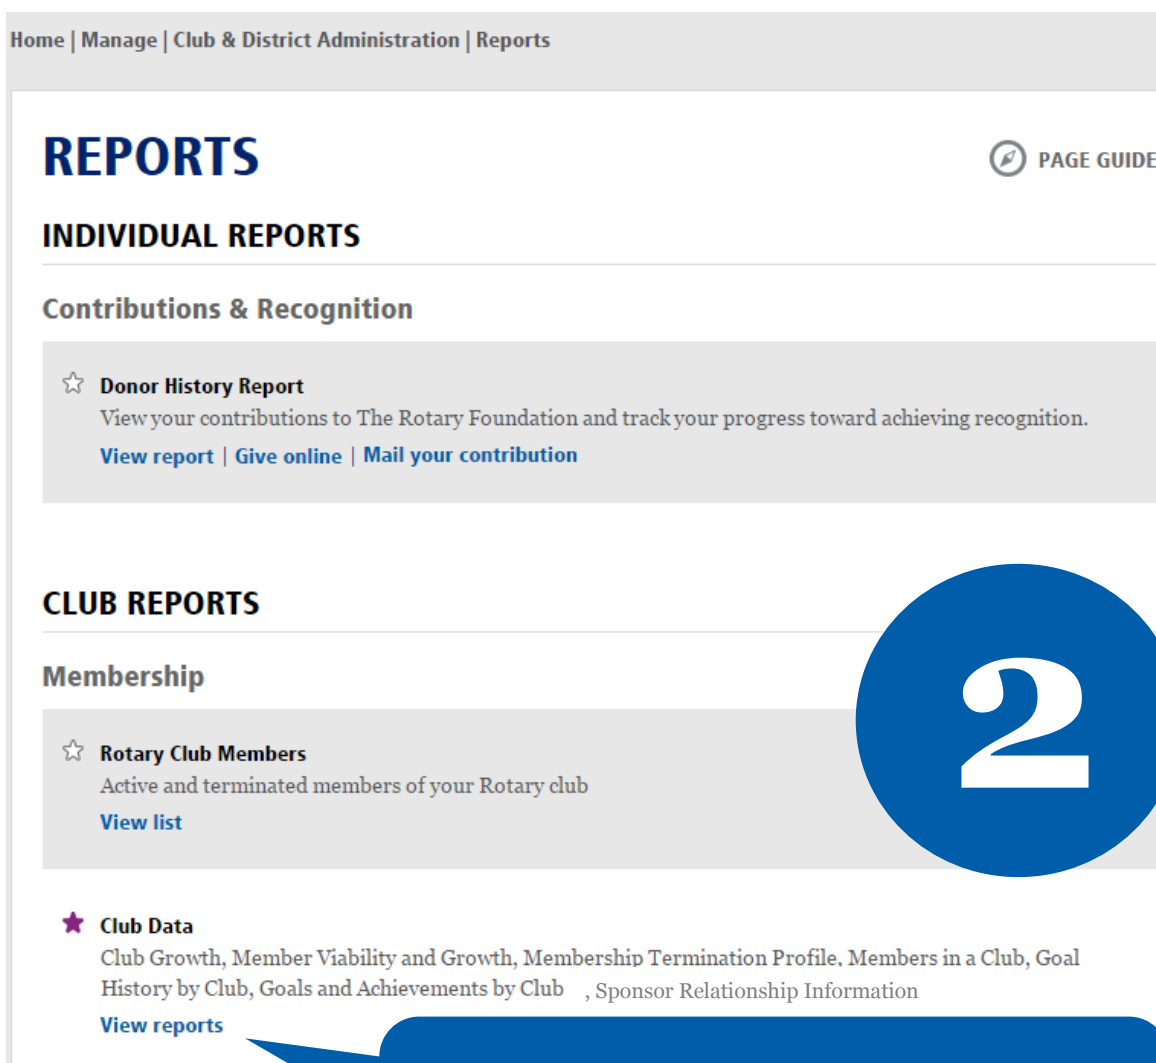 Home | Manage | Club & District Administration | Reports
REPORTS
PAGE GUIDE
INDIVIDUAL REPORTS
Contributions & Recognition
Donor History Report
View your contributions to The Rotary Foundation and track your progress toward achieving recognition.
View report | Give online | Mail your contribution
CLUB REPORTS
2
Membership
Rotary Club Members
Active and terminated members of your Rotary club
View list
Club Data
Club Growth, Member Viability and Growth, Membership Termination Profile, Members in a Club, Goal
History by Club, Goals and Achievements by Club , Sponsor Relationship Information
View reports